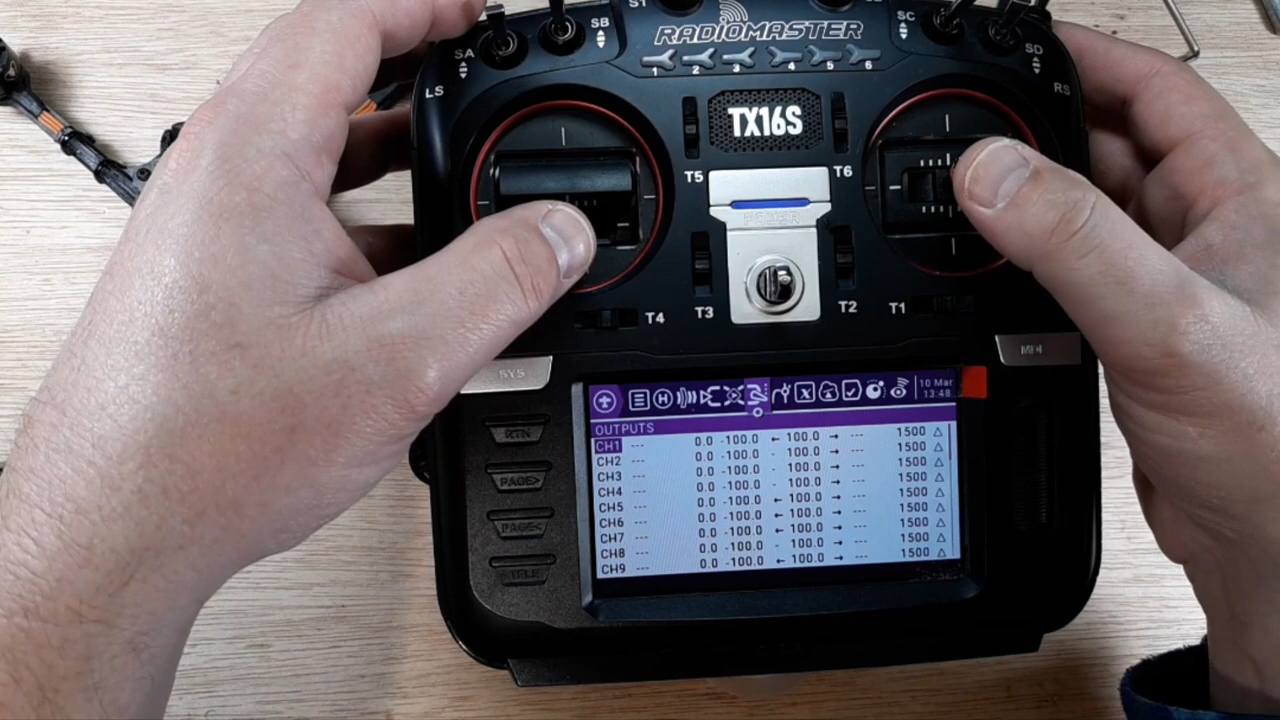 S1
SB
SC
RADIOMASTER
SA
SD
1 2 3 4 5 6
LS
RS
TX16S
T5
T6
POWER
T3
T2
T1
T4
SYS
MDL
RTN
PAGE>
PAGE<
TELE
H
X
10 Mar
13:48
OUTPUTS
CH1 --- 0.0 -100.0 ← 100.0 → --- 1500 △
CH2 --- 0.0 -100.0 - 100.0 → --- 1500 △
CH3 --- 0.0 -100.0 - 100.0 → --- 1500 △
CH4 --- 0.0 -100.0 - 100.0 → --- 1500 △
CH5 --- 0.0 -100.0 ← 100.0 → --- 1500 △
CH6 --- 0.0 -100.0 ← 100.0 → --- 1500 △
CH7 --- 0.0 -100.0 - 100.0 → --- 1500 △
CH8 --- 0.0 -100.0 - 100.0 → --- 1500 △
CH9 --- 0.0 -100.0 ← 100.0 → --- 1500 △